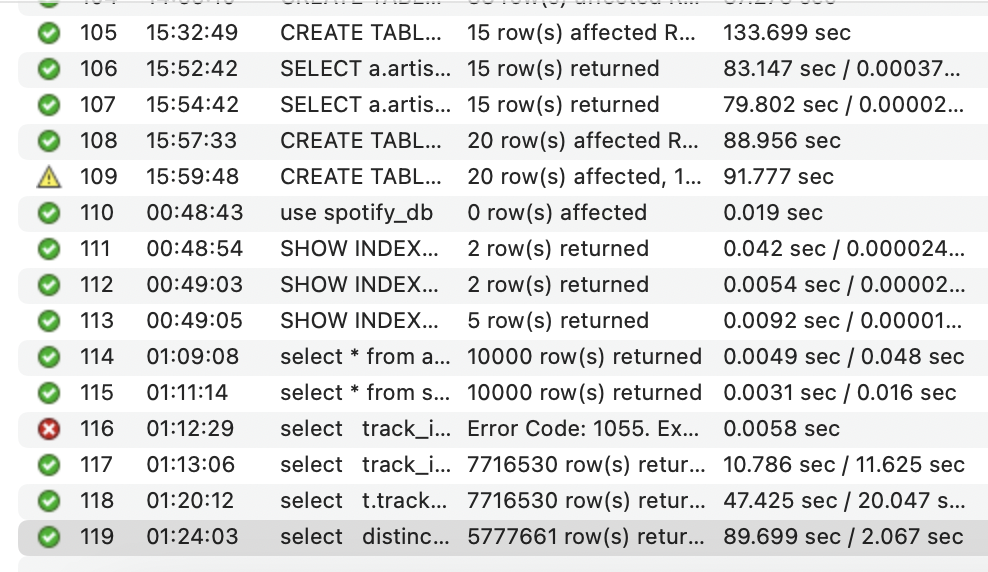 105 15:32:49 CREATE TABL... 15 row(s) affected R... 133.699 sec
106 15:52:42 SELECT a.artis... 15 row(s) returned 83.147 sec / 0.00037...
107 15:54:42 SELECT a.artis... 15 row(s) returned 79.802 sec / 0.00002...
108 15:57:33 CREATE TABL... 20 row(s) affected R... 88.956 sec
109 15:59:48 CREATE TABL... 20 row(s) affected, 1... 91.777 sec
110 00:48:43 use spotify_db 0 row(s) affected 0.019 sec
111 00:48:54 SHOW INDEX... 2 row(s) returned 0.042 sec / 0.000024...
112 00:49:03 SHOW INDEX... 2 row(s) returned 0.0054 sec / 0.00002...
113 00:49:05 SHOW INDEX... 5 row(s) returned 0.0092 sec / 0.00001...
114 01:09:08 select * from a... 10000 row(s) returned 0.0049 sec / 0.048 sec
115 01:11:14 select * from s... 10000 row(s) returned 0.0031 sec / 0.016 sec
116 01:12:29 select track_i... Error Code: 1055. Ex... 0.0058 sec
117 01:13:06 select track_i... 7716530 row(s) retur... 10.786 sec / 11.625 sec
118 01:20:12 select t.track... 7716530 row(s) retur... 47.425 sec / 20.047 s...
119 01:24:03 select distinc... 5777661 row(s) retur... 89.699 sec / 2.067 sec